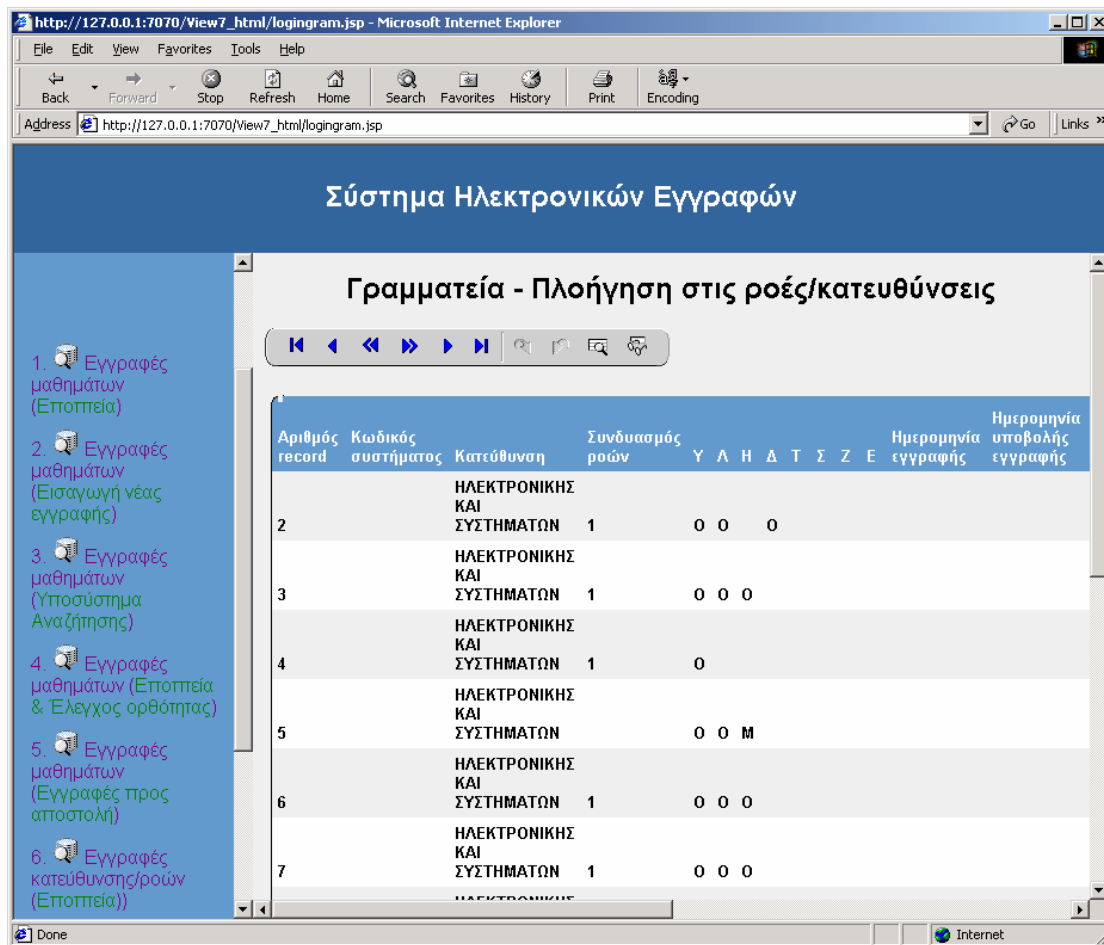 http://127.0.0.1:7070/View7_html/logingram.jsp - Microsoft Internet Explorer
File Edit View Favorites Tools Help
Back Forward Stop Refresh Home Search Favorites History Print Encoding
Address http://127.0.0.1:7070/View7_html/logingram.jsp Go Links »
Σύστημα Ηλεκτρονικών Εγγραφών
1. Εγγραφές
μαθημάτων
(Εποπτεία)
2. Εγγραφές
μαθημάτων
(Εισαγωγή νέας
εγγραφής)
3. Εγγραφές
μαθημάτων
(Υποσύστημα
Αναζήτησης)
4. Εγγραφές
μαθημάτων (Εποπτεία
& Έλεγχος ορθότητας)
5. Εγγραφές
μαθημάτων
(Εγγραφές προς
αποστολή)
6. Εγγραφές
κατεύθυνσης/ροών
(Εποπτεία))
Γραμματεία - Πλοήγηση στις ροές/κατευθύνσεις
Ημερομηνία
Αριθμός Κωδικός Συνδυασμός Ημερομηνία υποβολής
record συστήματος Κατεύθυνση ροών Υ Λ Η Δ Τ Σ Ζ Ε εγγραφής εγγραφής
ΗΛΕΚΤΡΟΝΙΚΗΣ
ΚΑΙ
2 ΣΥΣΤΗΜΑΤΩΝ 1 Ο Ο Ο
ΗΛΕΚΤΡΟΝΙΚΗΣ
ΚΑΙ
3 ΣΥΣΤΗΜΑΤΩΝ 1 Ο Ο Ο
ΗΛΕΚΤΡΟΝΙΚΗΣ
ΚΑΙ
4 ΣΥΣΤΗΜΑΤΩΝ 1 Ο
ΗΛΕΚΤΡΟΝΙΚΗΣ
ΚΑΙ
5 ΣΥΣΤΗΜΑΤΩΝ Ο Ο Μ
ΗΛΕΚΤΡΟΝΙΚΗΣ
ΚΑΙ
6 ΣΥΣΤΗΜΑΤΩΝ 1 Ο Ο Ο
ΗΛΕΚΤΡΟΝΙΚΗΣ
ΚΑΙ
7 ΣΥΣΤΗΜΑΤΩΝ 1 Ο Ο Ο
ΗΛΕΚΤΡΟΝΙΚΗΣ
Done Internet